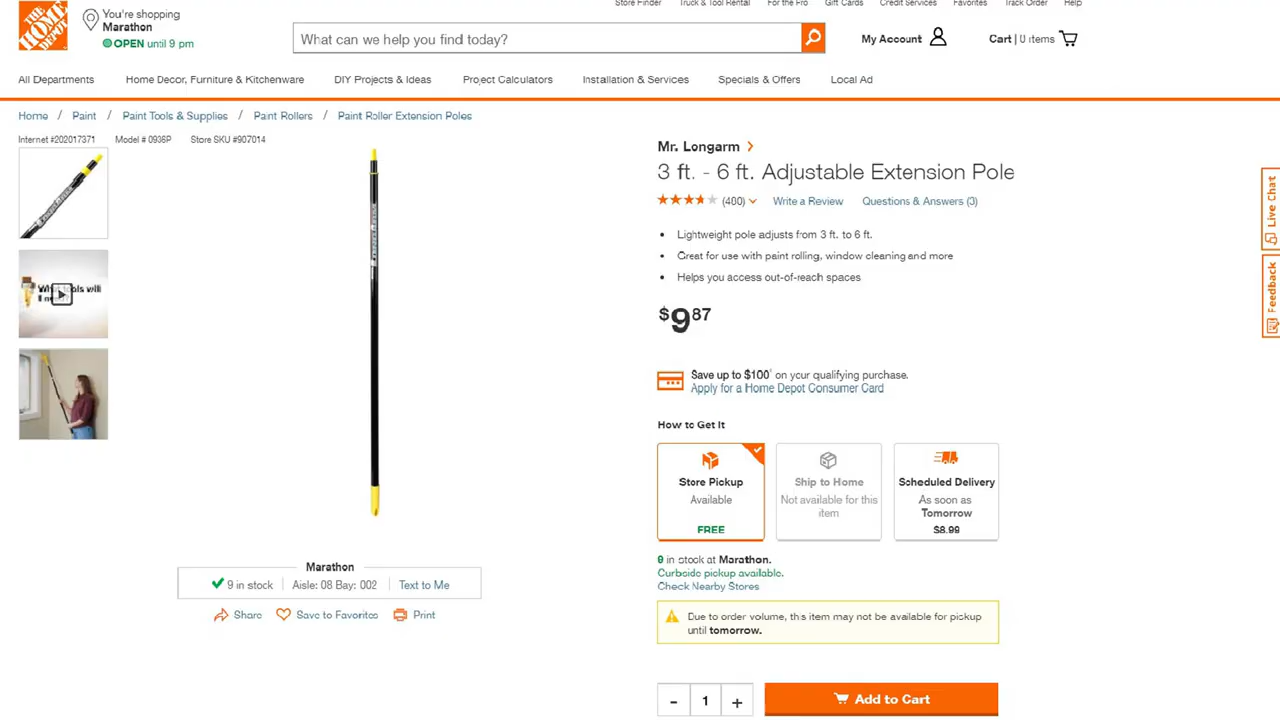 Store Finder Truck & Tool Rental For the Pro Gift Cards Credit Services Favorites Track Order Help
THE HOME DEPOT
You're shopping
Marathon
OPEN until 9 pm
What can we help you find today?
My Account
Cart | 0 items
All Departments Home Decor, Furniture & Kitchenware DIY Projects & Ideas Project Calculators Installation & Services Specials & Offers Local Ad
Home / Paint / Paint Tools & Supplies / Paint Rollers / Paint Roller Extension Poles
Internet #202017371 Model # 0936P Store SKU #907014
Mr. Longarm
3 ft. - 6 ft. Adjustable Extension Pole
(400) Write a Review Questions & Answers (3)
• Lightweight pole adjusts from 3 ft. to 6 ft.
• Great for use with paint rolling, window cleaning and more
• Helps you access out-of-reach spaces
$9 87
Save up to $100† on your qualifying purchase.
Apply for a Home Depot Consumer Card
How to Get It
Store Pickup
Available
FREE
Ship to Home
Not available for this
item
Scheduled Delivery
As soon as
Tomorrow
$8.99
9 in stock at Marathon.
Curbside pickup available.
Check Nearby Stores
Due to order volume, this item may not be available for pickup
until tomorrow.
- 1 +
Add to Cart
What tools will
I need?
LONGARM
Marathon
9 in stock Aisle: 08 Bay: 002 Text to Me
Share Save to Favorites Print
Live Chat
Feedback